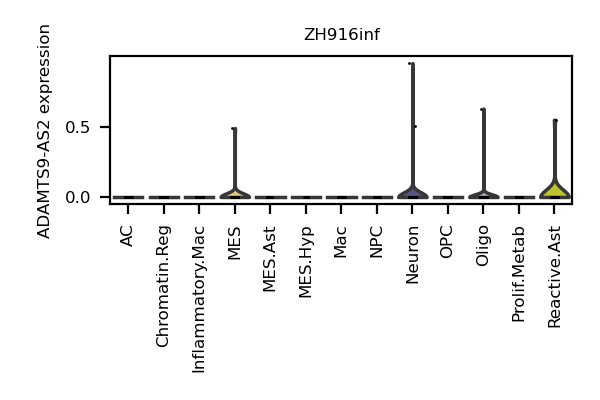 ZH916inf
ADAMTS9-AS2 expression
0.5
0.0
AC
Chromatin.Reg
Inflammatory.Mac
MES
MES.Ast
MES.Hyp
Mac
NPC
Neuron
OPC
Oligo
Prolif.Metab
Reactive.Ast